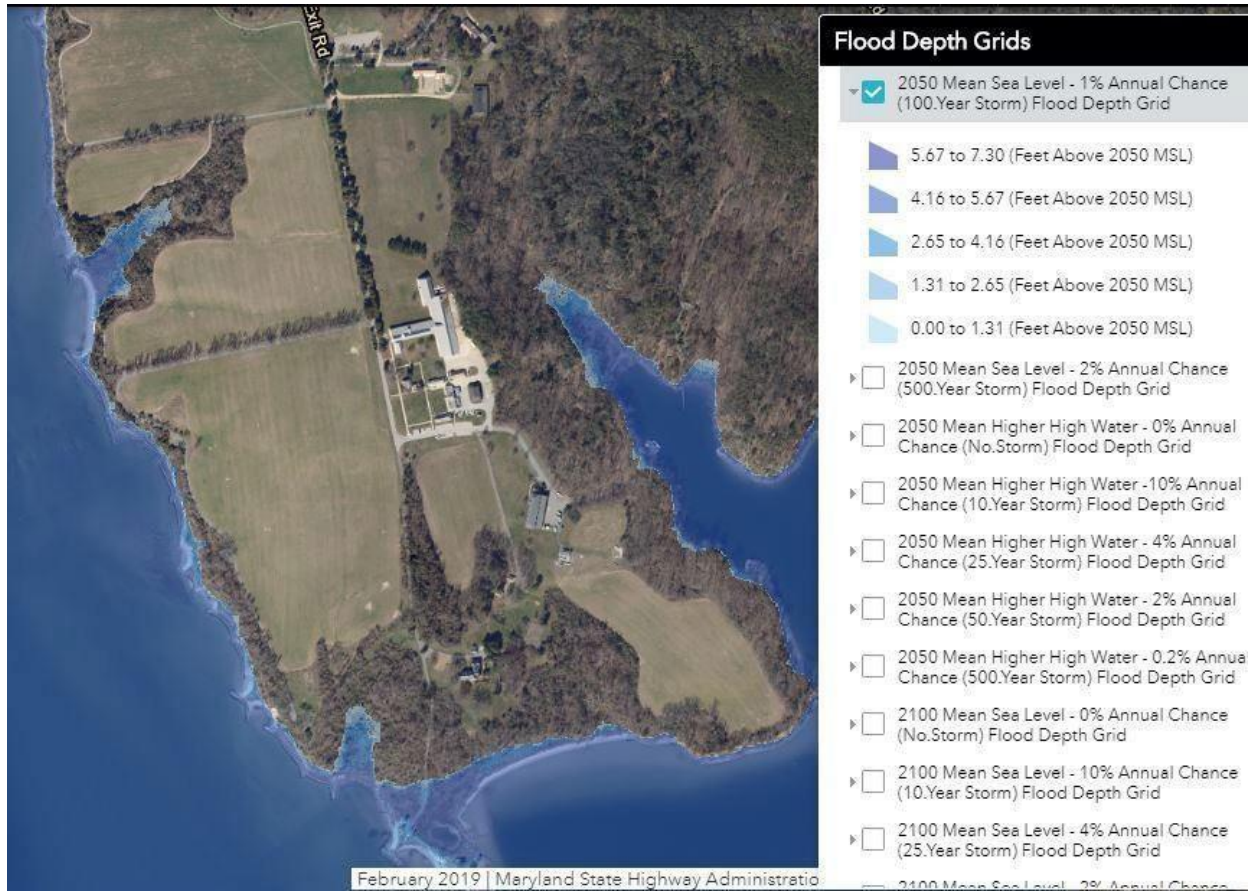 Exit Rd
Flood Depth Grids
2050 Mean Sea Level - 1% Annual Chance
(100.Year Storm) Flood Depth Grid
5.67 to 7.30 (Feet Above 2050 MSL)
4.16 to 5.67 (Feet Above 2050 MSL)
2.65 to 4.16 (Feet Above 2050 MSL)
1.31 to 2.65 (Feet Above 2050 MSL)
0.00 to 1.31 (Feet Above 2050 MSL)
2050 Mean Sea Level - 2% Annual Chance
(500.Year Storm) Flood Depth Grid
2050 Mean Higher High Water - 0% Annual
Chance (No.Storm) Flood Depth Grid
2050 Mean Higher High Water -10% Annual
Chance (10.Year Storm) Flood Depth Grid
2050 Mean Higher High Water - 4% Annual
Chance (25.Year Storm) Flood Depth Grid
2050 Mean Higher High Water - 2% Annual
Chance (50.Year Storm) Flood Depth Grid
2050 Mean Higher High Water - 0.2% Annual
Chance (500.Year Storm) Flood Depth Grid
2100 Mean Sea Level - 0% Annual Chance
(No.Storm) Flood Depth Grid
2100 Mean Sea Level - 10% Annual Chance
(10.Year Storm) Flood Depth Grid
2100 Mean Sea Level - 4% Annual Chance
(25.Year Storm) Flood Depth Grid
2100 Mean Sea Level - 2% Annual Chance
February 2019 | Maryland State Highway Administratio